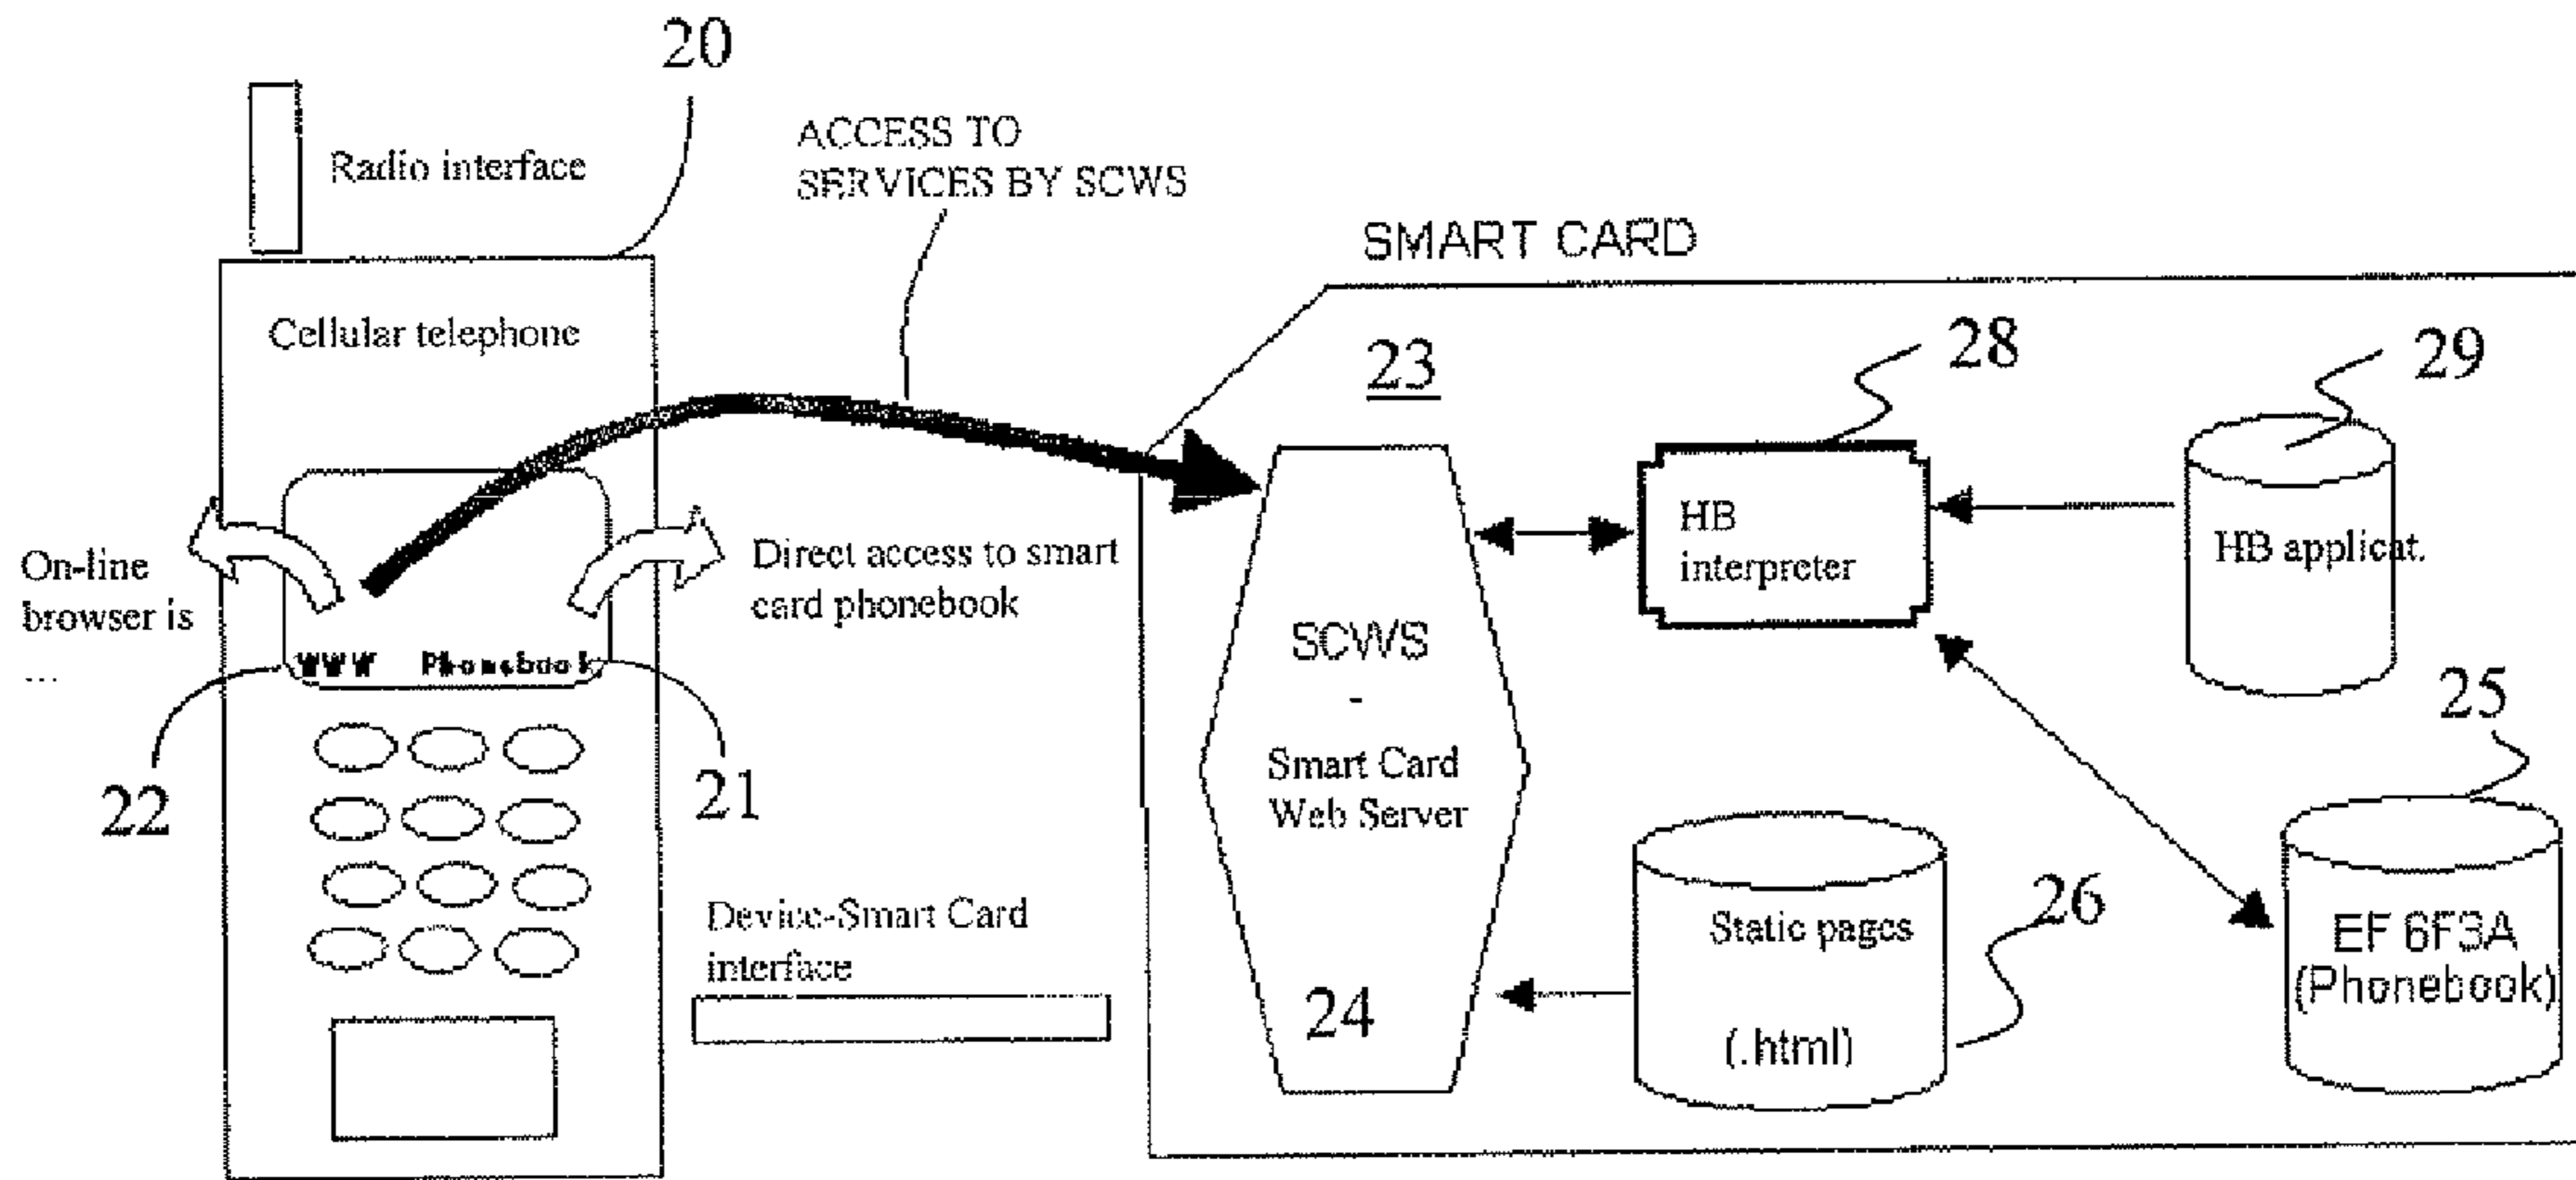 20
Radio interface
ACCESS TO
SERVICES BY SCWS
SMART CARD
Cellular telephone
23
28
29
On-line
browser is
...
Direct access to smart
card phonebook
HB
interpreter
HB applicat.
WWW Phonebook
22
21
SCWS
-
Smart Card
Web Server
24
25
Device-Smart Card
interface
Static pages
(.html)
26
EF 6F3A
(Phonebook)